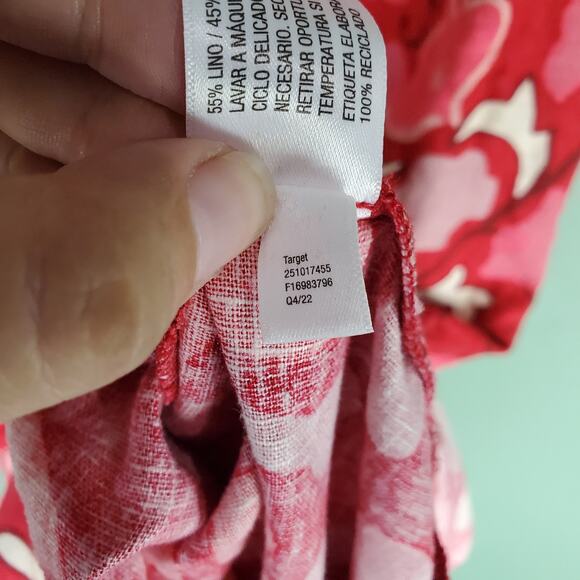 55% LINO / 45%
LAVAR A MÁQUI
CICLO DELICADO
NECESARIO. SEC
RETIRAR OPORTU
TEMPERATURA SI
ETIQUETA ELABOR
100% RECICLADO
Target
251017455
F16983796
Q4/22